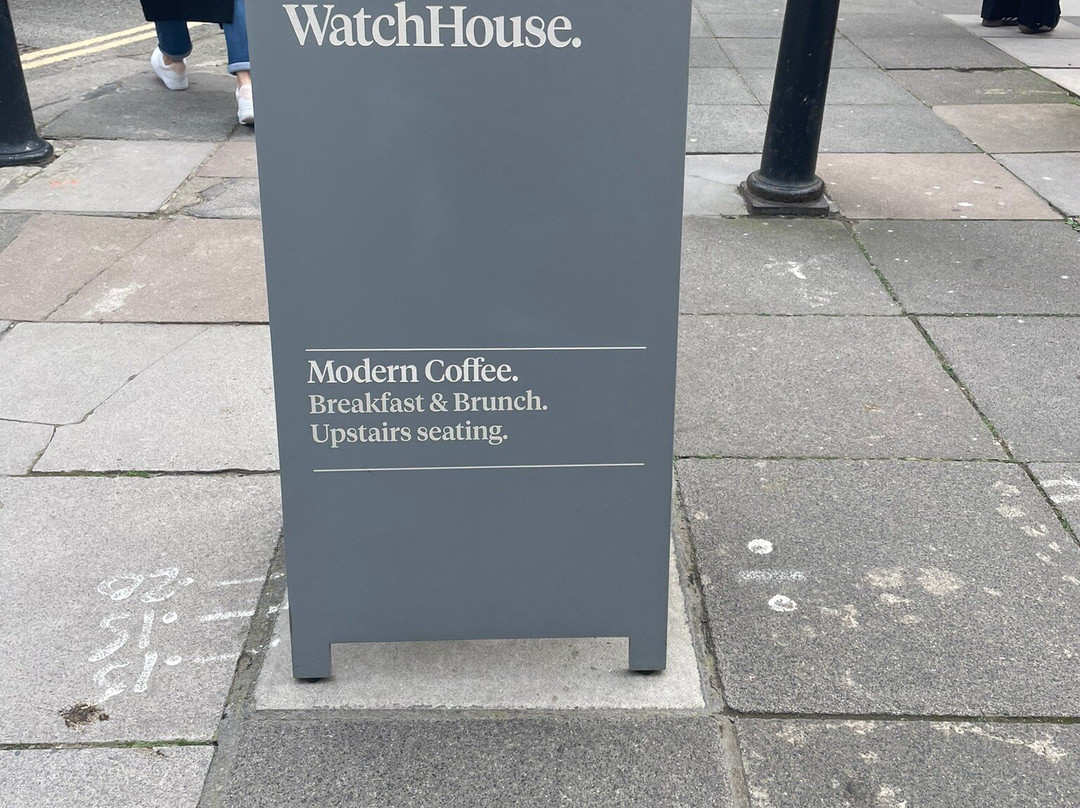 WatchHouse.
Modern Coffee.
Breakfast & Brunch.
Upstairs seating.